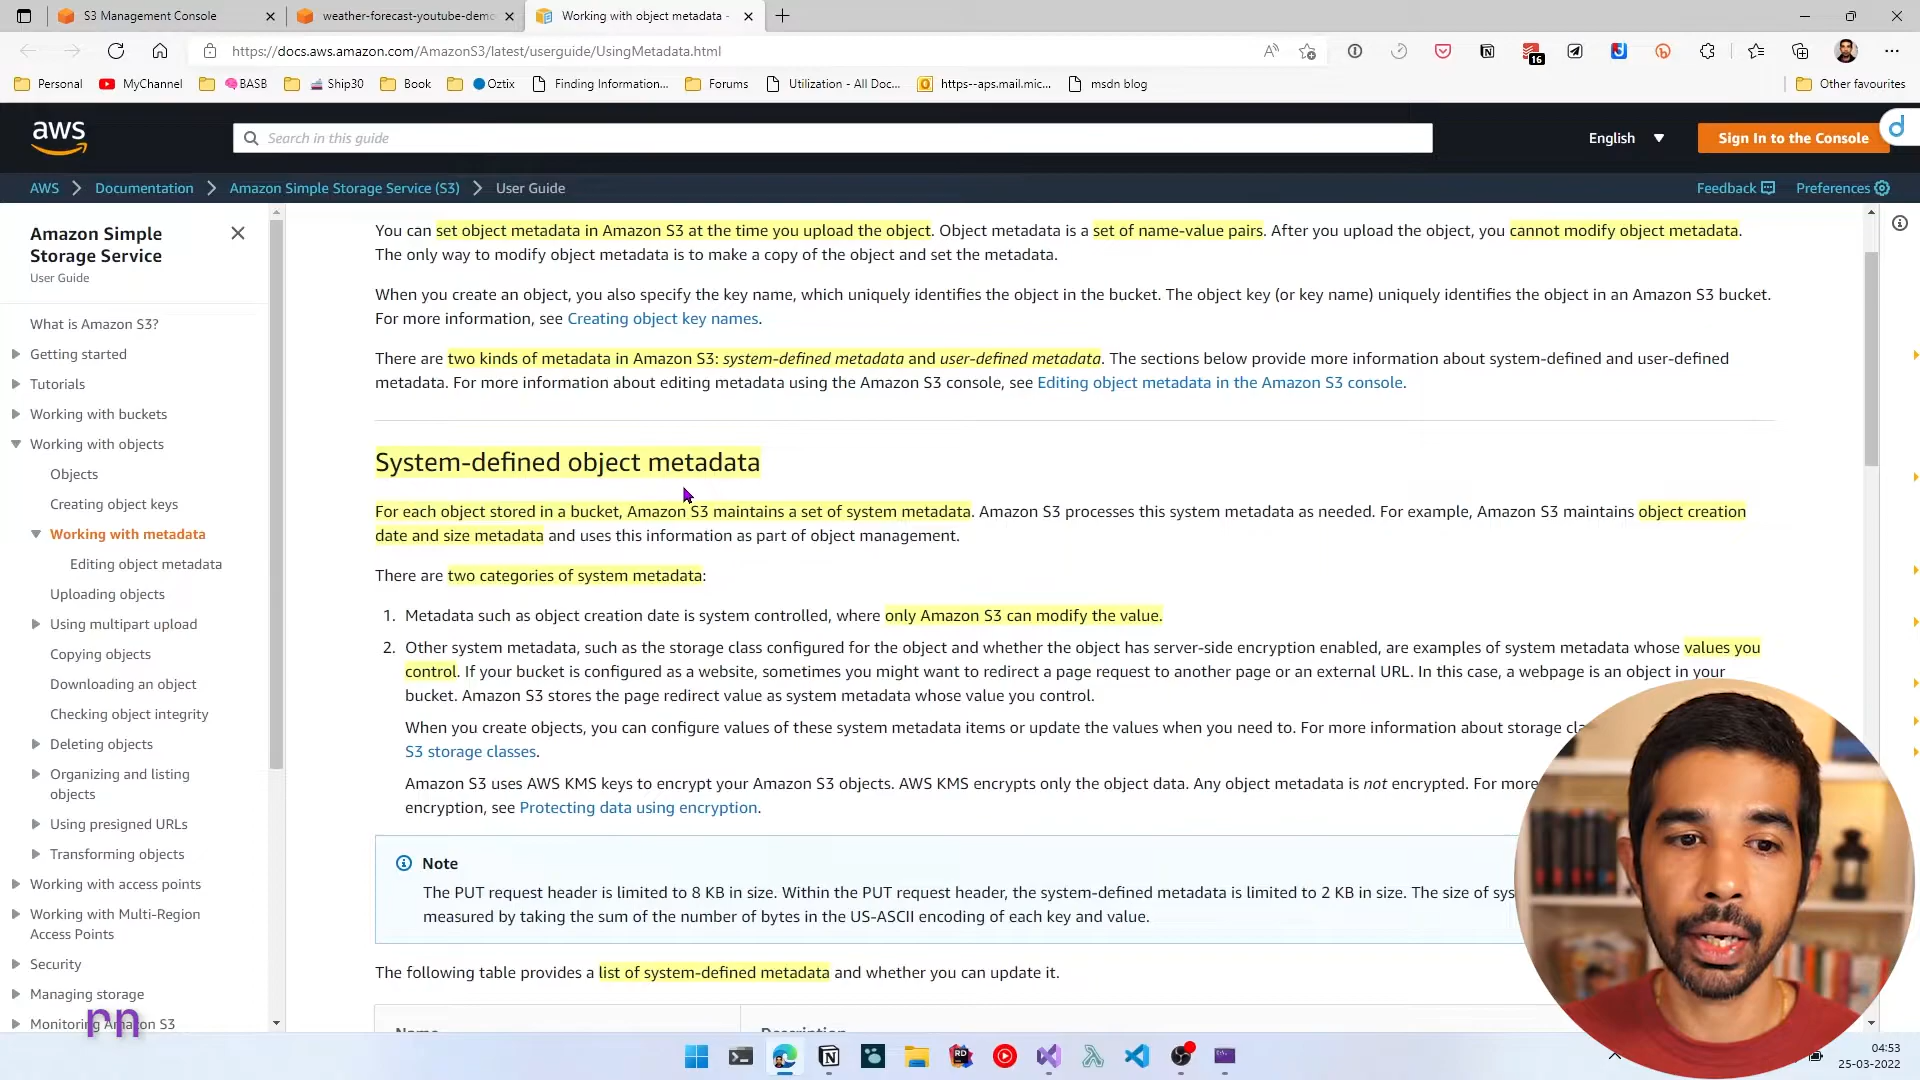 S3 Management Console
weather-forecast-youtube-demo
Working with object metadata -
https://docs.aws.amazon.com/AmazonS3/latest/userguide/UsingMetadata.html
16
Personal
MyChannel
BASB
Ship30
Book
Oztix
Finding Information...
Forums
Utilization - All Doc...
https--aps.mail.mic...
msdn blog
Other favourites
aws
Search in this guide
English
Sign In to the Console
AWS
Documentation
Amazon Simple Storage Service (S3)
User Guide
Feedback
Preferences
Amazon Simple
Storage Service
User Guide
What is Amazon S3?
Getting started
Tutorials
Working with buckets
Working with objects
Objects
Creating object keys
Working with metadata
Editing object metadata
Uploading objects
Using multipart upload
Copying objects
Downloading an object
Checking object integrity
Deleting objects
Organizing and listing
objects
Using presigned URLs
Transforming objects
Working with access points
Working with Multi-Region
Access Points
Security
Managing storage
Monitoring Amazon S3
rn
You can set object metadata in Amazon S3 at the time you upload the object. Object metadata is a set of name-value pairs. After you upload the object, you cannot modify object metadata.
The only way to modify object metadata is to make a copy of the object and set the metadata.
When you create an object, you also specify the key name, which uniquely identifies the object in the bucket. The object key (or key name) uniquely identifies the object in an Amazon S3 bucket.
For more information, see Creating object key names.
There are two kinds of metadata in Amazon S3: system-defined metadata and user-defined metadata. The sections below provide more information about system-defined and user-defined
metadata. For more information about editing metadata using the Amazon S3 console, see Editing object metadata in the Amazon S3 console.
System-defined object metadata
For each object stored in a bucket, Amazon S3 maintains a set of system metadata. Amazon S3 processes this system metadata as needed. For example, Amazon S3 maintains object creation
date and size metadata and uses this information as part of object management.
There are two categories of system metadata:
1. Metadata such as object creation date is system controlled, where only Amazon S3 can modify the value.
2. Other system metadata, such as the storage class configured for the object and whether the object has server-side encryption enabled, are examples of system metadata whose values you
control. If your bucket is configured as a website, sometimes you might want to redirect a page request to another page or an external URL. In this case, a webpage is an object in your
bucket. Amazon S3 stores the page redirect value as system metadata whose value you control.
When you create objects, you can configure values of these system metadata items or update the values when you need to. For more information about storage
S3 storage classes.
Amazon S3 uses AWS KMS keys to encrypt your Amazon S3 objects. AWS KMS encrypts only the object data. Any object metadata is not encrypted. For more
encryption, see Protecting data using encryption.
Note
The PUT request header is limited to 8 KB in size. Within the PUT request header, the system-defined metadata is limited to 2 KB in size. The size of
measured by taking the sum of the number of bytes in the US-ASCII encoding of each key and value.
The following table provides a list of system-defined metadata and whether you can update it.
Name
Description
04:53
25-03-2022